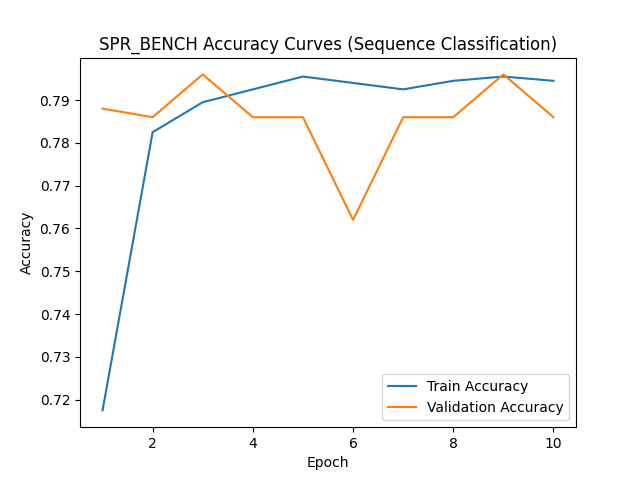 SPR_BENCH Accuracy Curves (Sequence Classification)
Accuracy
0.79
0.78
0.77
0.76
0.75
0.74
0.73
0.72
Train Accuracy
Validation Accuracy
2 4 6 8 10
Epoch